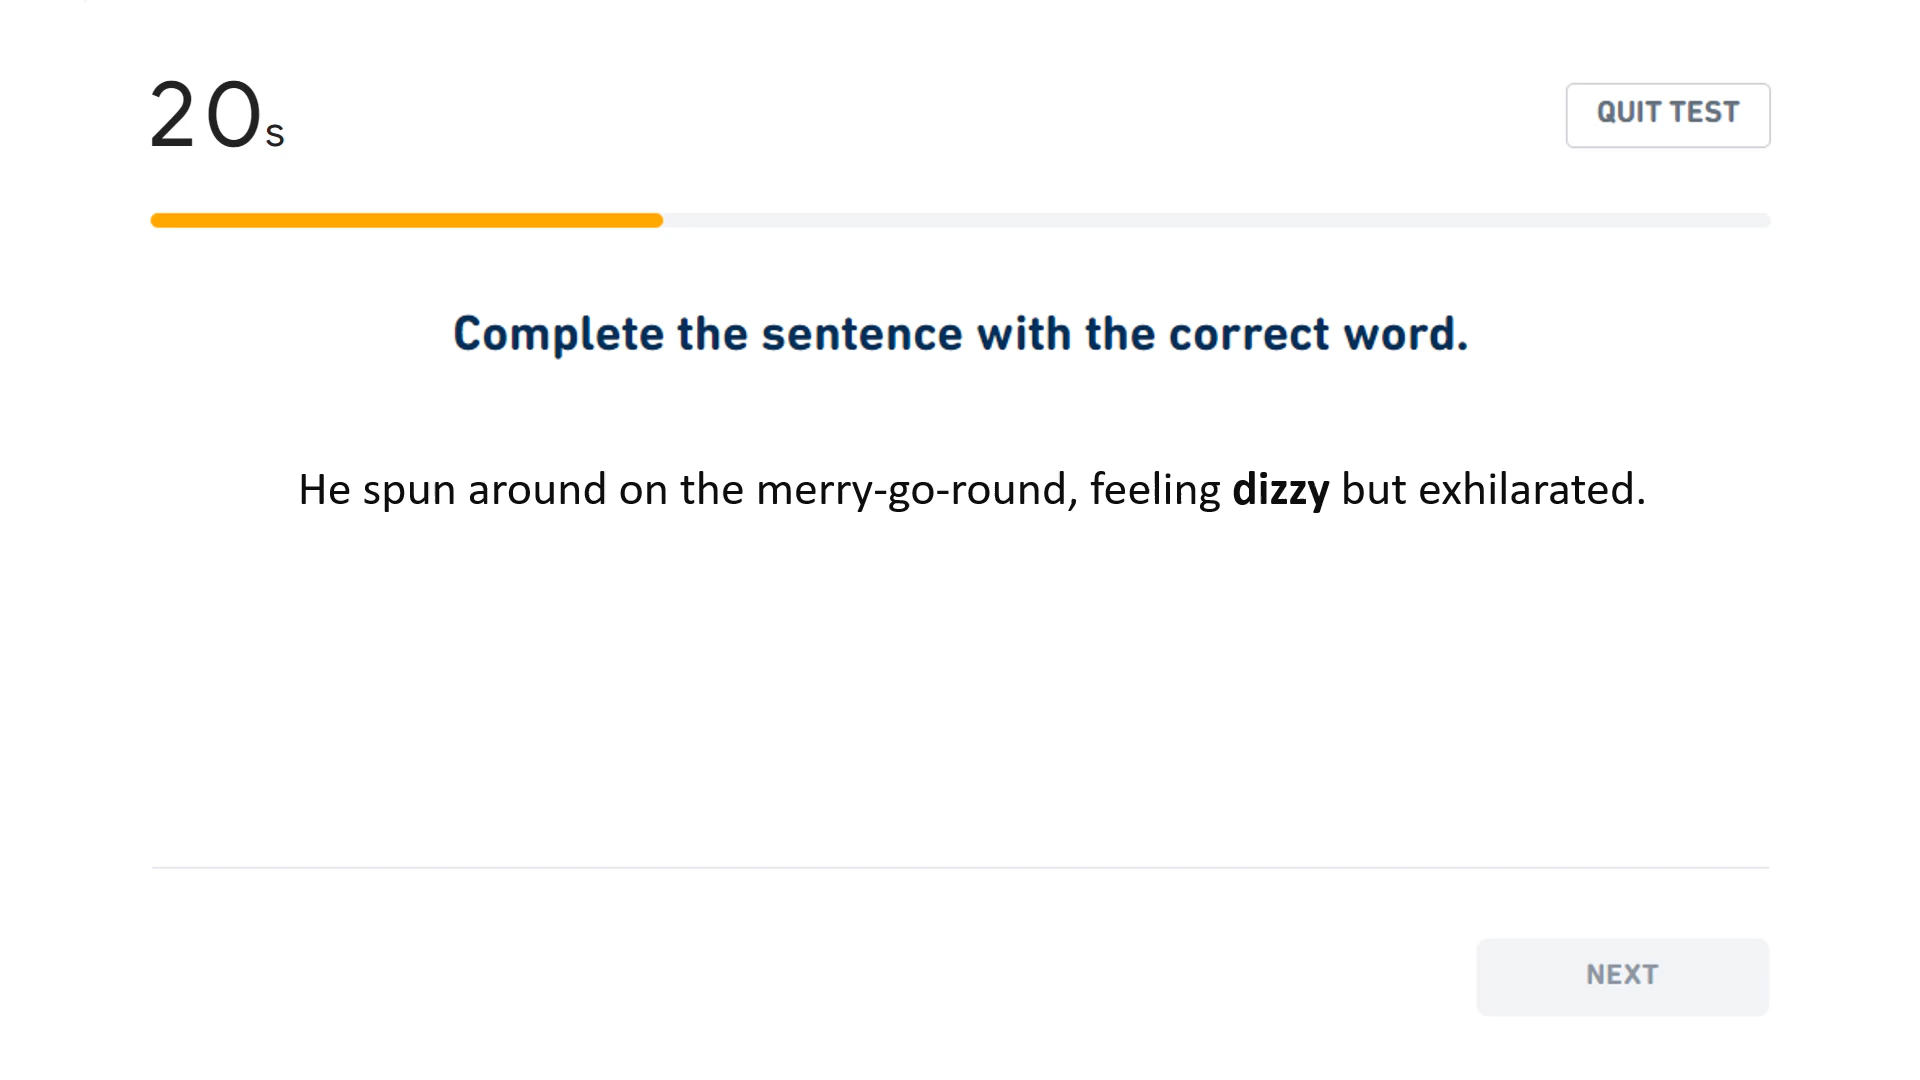 20s
QUIT TEST
Complete the sentence with the correct word.
He spun around on the merry-go-round, feeling dizzy but exhilarated.
NEXT